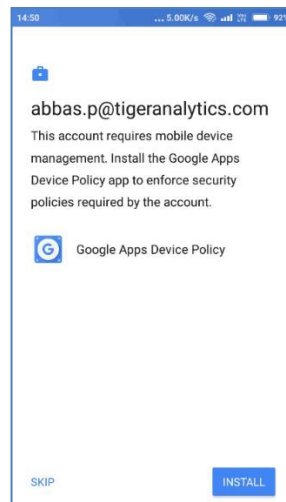 14:50 ... 5.00K/s 92%
abbas.p@tigeranalytics.com
This account requires mobile device
management. Install the Google Apps
Device Policy app to enforce security
policies required by the account.
G Google Apps Device Policy
SKIP INSTALL